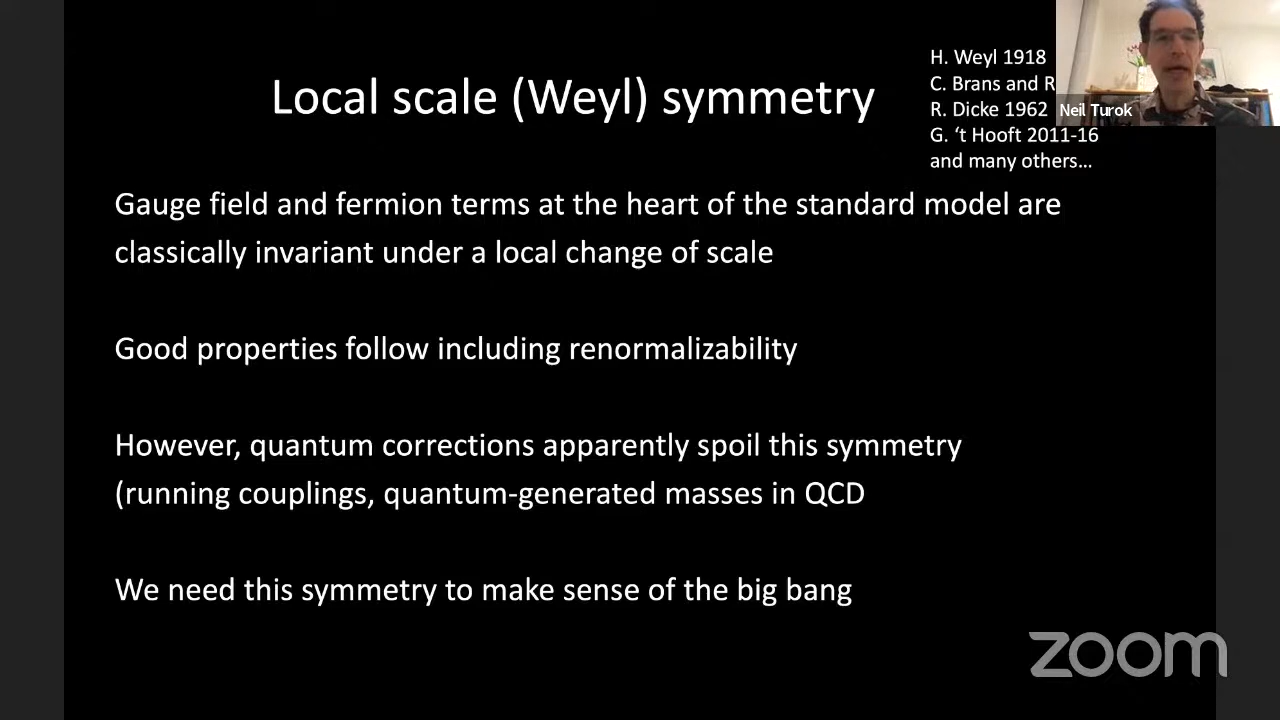 Local scale (Weyl) symmetry
H. Weyl 1918
C. Brans and R
R. Dicke 1962
G. ‘t Hooft 2011-16
and many others...
Neil Turok
Gauge field and fermion terms at the heart of the standard model are
classically invariant under a local change of scale
Good properties follow including renormalizability
However, quantum corrections apparently spoil this symmetry
(running couplings, quantum-generated masses in QCD
We need this symmetry to make sense of the big bang
zoom